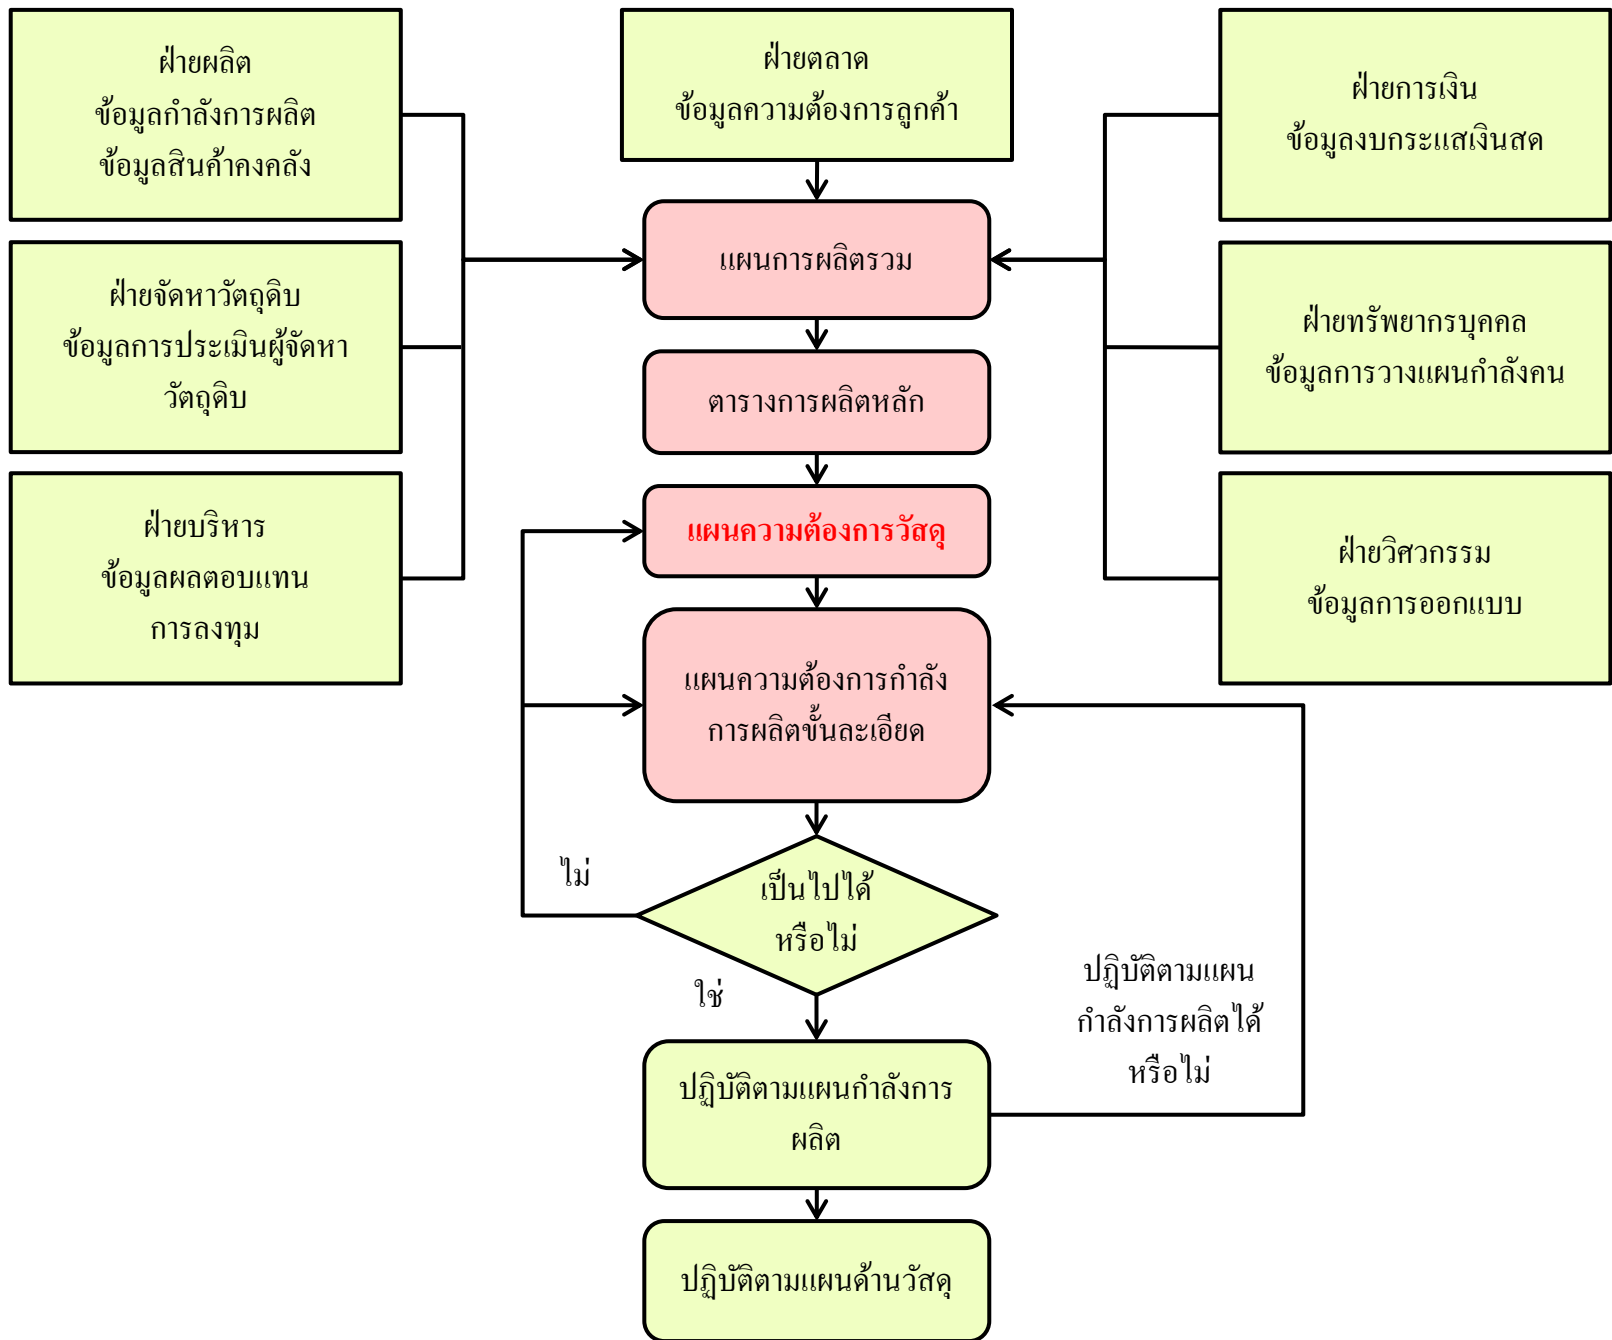 ฝ่ายผลิต
ข้อมูลกำลังการผลิต
ข้อมูลสินค้าคงคลัง
ฝ่ายตลาด
ข้อมูลความต้องการลูกค้า
ฝ่ายการเงิน
ข้อมูลงบกระแสเงินสด
แผนการผลิตรวม
ฝ่ายจัดหาวัตถุดิบ
ข้อมูลการประเมินผู้จัดหา
วัตถุดิบ
ฝ่ายทรัพยากรบุคคล
ข้อมูลการวางแผนกำลังคน
ตารางการผลิตหลัก
แผนความต้องการวัสดุ
ฝ่ายบริหาร
ข้อมูลผลตอบแทน
การลงทุม
ฝ่ายวิศวกรรม
ข้อมูลการออกแบบ
แผนความต้องการกำลัง
การผลิตขั้นละเอียด
ไม่
เป็นไปได้
หรือไม่
ใช่
ปฏิบัติตามแผน
กำลังการผลิตได้
หรือไม่
ปฏิบัติตามแผนกำลังการ
ผลิต
ปฏิบัติตามแผนด้านวัสดุ